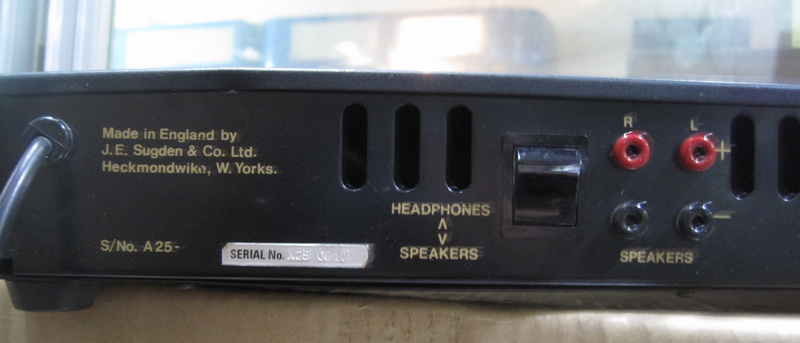 Made in England by
J. E. Sugden & Co. Ltd.
Heckmondwike, W. Yorks.
S/No. A25-
SERIAL No.
HEADPHONES
SPEAKERS
R L
+
−
SPEAKERS